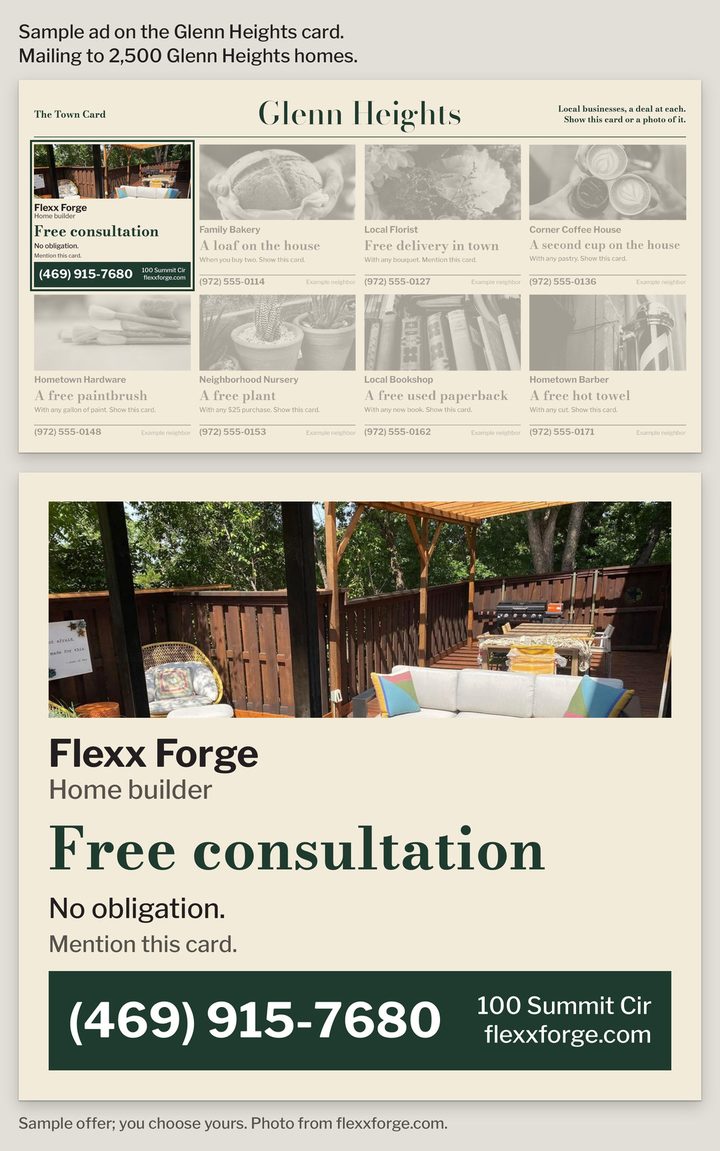 Sample ad on the Glenn Heights card.
Mailing to 2,500 Glenn Heights homes.
The Town Card
Glenn Heights
Local businesses, a deal at each.
Show this card or a photo of it.
Flexx Forge
Home builder
Free consultation
No obligation.
Mention this card.
(469) 915-7680
100 Summit Cir
flexxforge.com
Family Bakery
A loaf on the house
When you buy two. Show this card.
(972) 555-0114
Example neighbor
Local Florist
Free delivery in town
With any bouquet. Mention this card.
(972) 555-0127
Example neighbor
Corner Coffee House
A second cup on the house
With any pastry. Show this card.
(972) 555-0136
Example neighbor
Hometown Hardware
A free paintbrush
With any gallon of paint. Show this card.
(972) 555-0148
Example neighbor
Neighborhood Nursery
A free plant
With any $25 purchase. Show this card.
(972) 555-0153
Example neighbor
Local Bookshop
A free used paperback
With any new book. Show this card.
(972) 555-0162
Example neighbor
Hometown Barber
A free hot towel
With any cut. Show this card.
(972) 555-0171
Example neighbor
afraid.
made for this.
Flexx Forge
Home builder
Free consultation
No obligation.
Mention this card.
(469) 915-7680
100 Summit Cir
flexxforge.com
Sample offer; you choose yours. Photo from flexxforge.com.